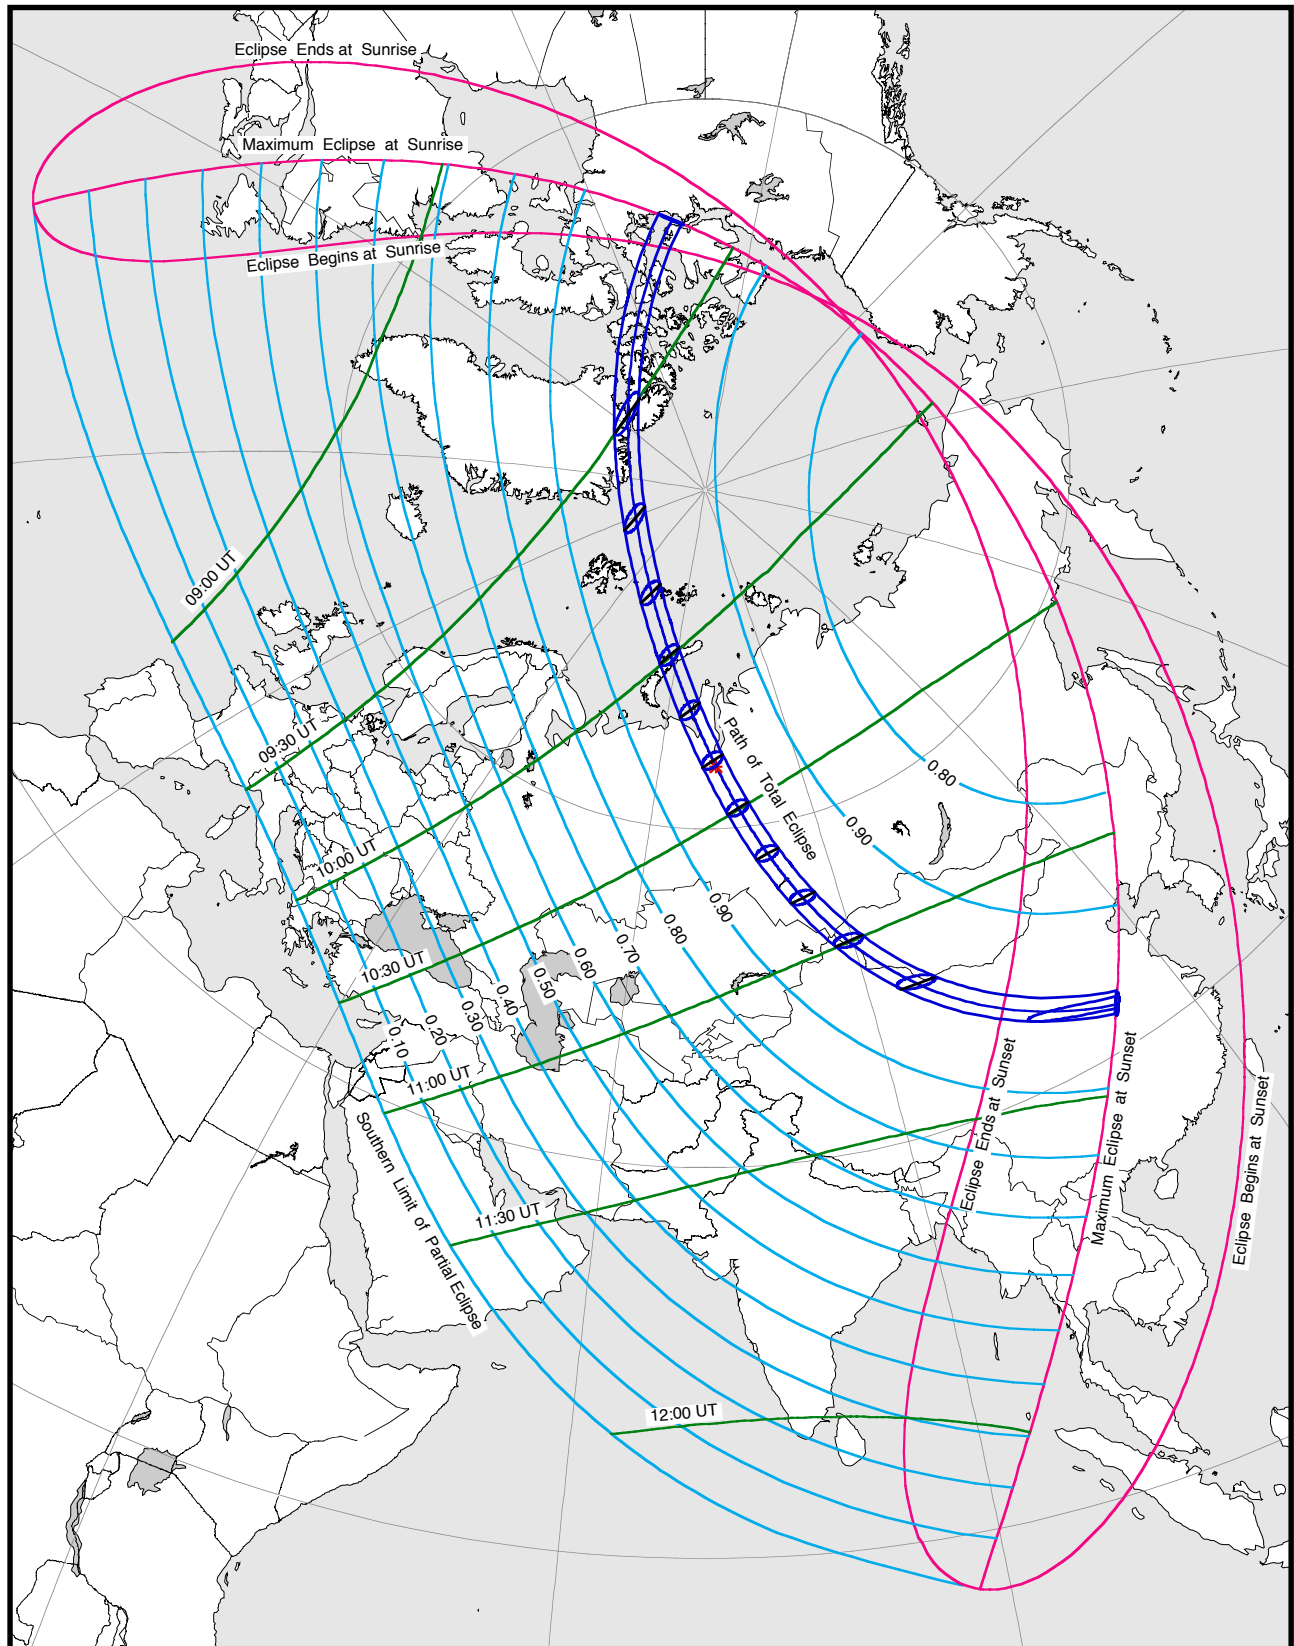 Eclipse Ends at Sunrise
Maximum Eclipse at Sunrise
Eclipse Begins at Sunrise
09:00 UT
09:30 UT
10:00 UT
10:30 UT
11:00 UT
11:30 UT
12:00 UT
Path of Total Eclipse
0.80
0.90
0.90
0.80
0.70
0.60
0.50
0.40
0.30
0.20
0.10
Southern Limit of Partial Eclipse
Eclipse Ends at Sunset
Maximum Eclipse at Sunset
Eclipse Begins at Sunset